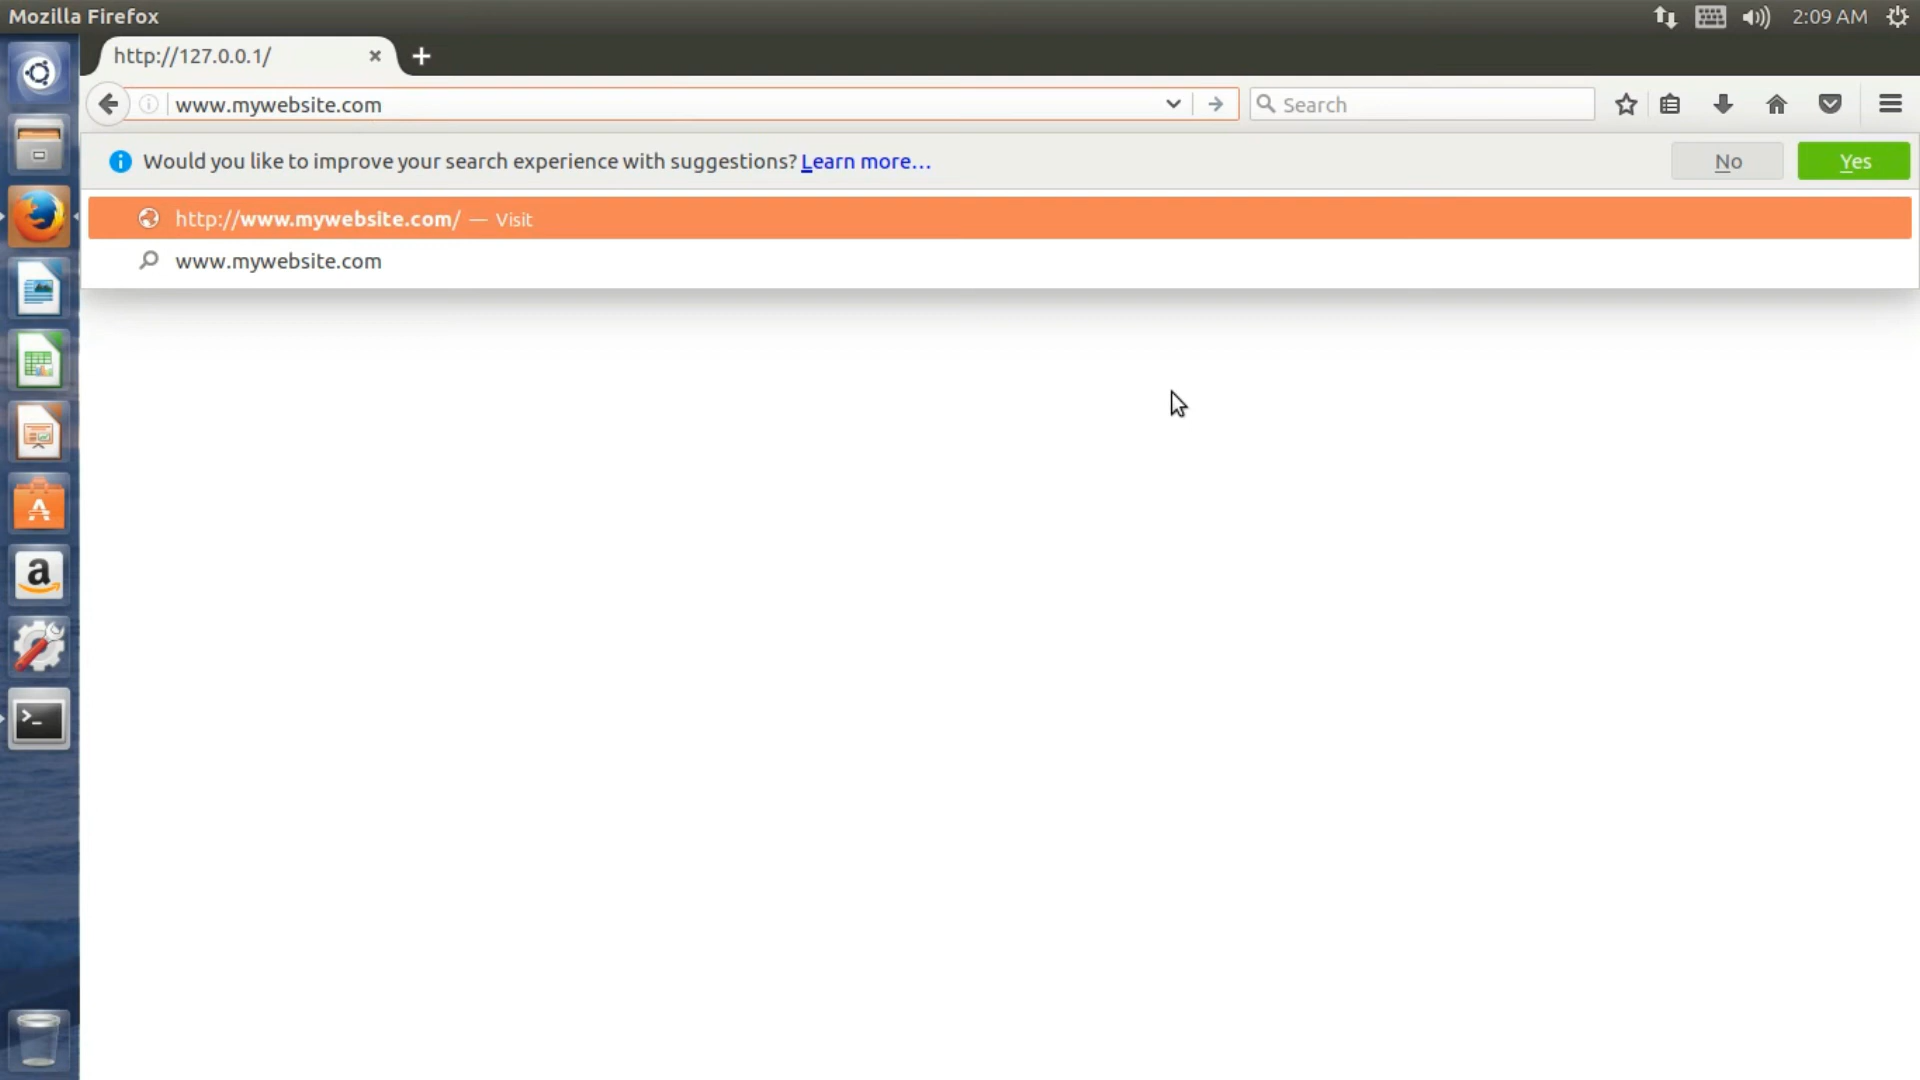 Mozilla Firefox
2:09 AM
http://127.0.0.1/
www.mywebsite.com
Search
Would you like to improve your search experience with suggestions? Learn more...
No
Yes
http://www.mywebsite.com/ — Visit
www.mywebsite.com